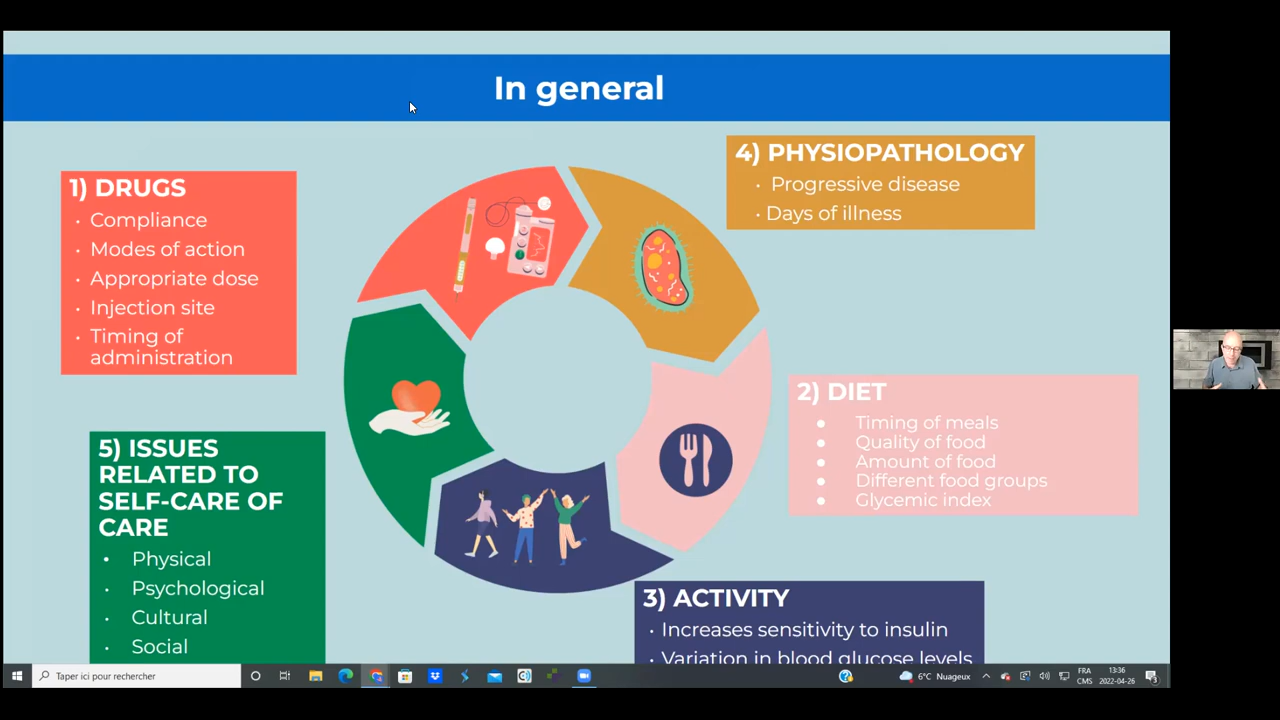 In general
1) DRUGS
· Compliance
· Modes of action
· Appropriate dose
· Injection site
· Timing of
administration
4) PHYSIOPATHOLOGY
· Progressive disease
· Days of illness
2) DIET
● Timing of meals
● Quality of food
● Amount of food
● Different food groups
● Glycemic index
5) ISSUES
RELATED TO
SELF-CARE OF
CARE
• Physical
· Psychological
· Cultural
· Social
3) ACTIVITY
· Increases sensitivity to insulin
· Variation in blood glucose levels
Taper ici pour rechercher
6°C Nuageux
FRA
CMS
13:36
2022-04-26
3